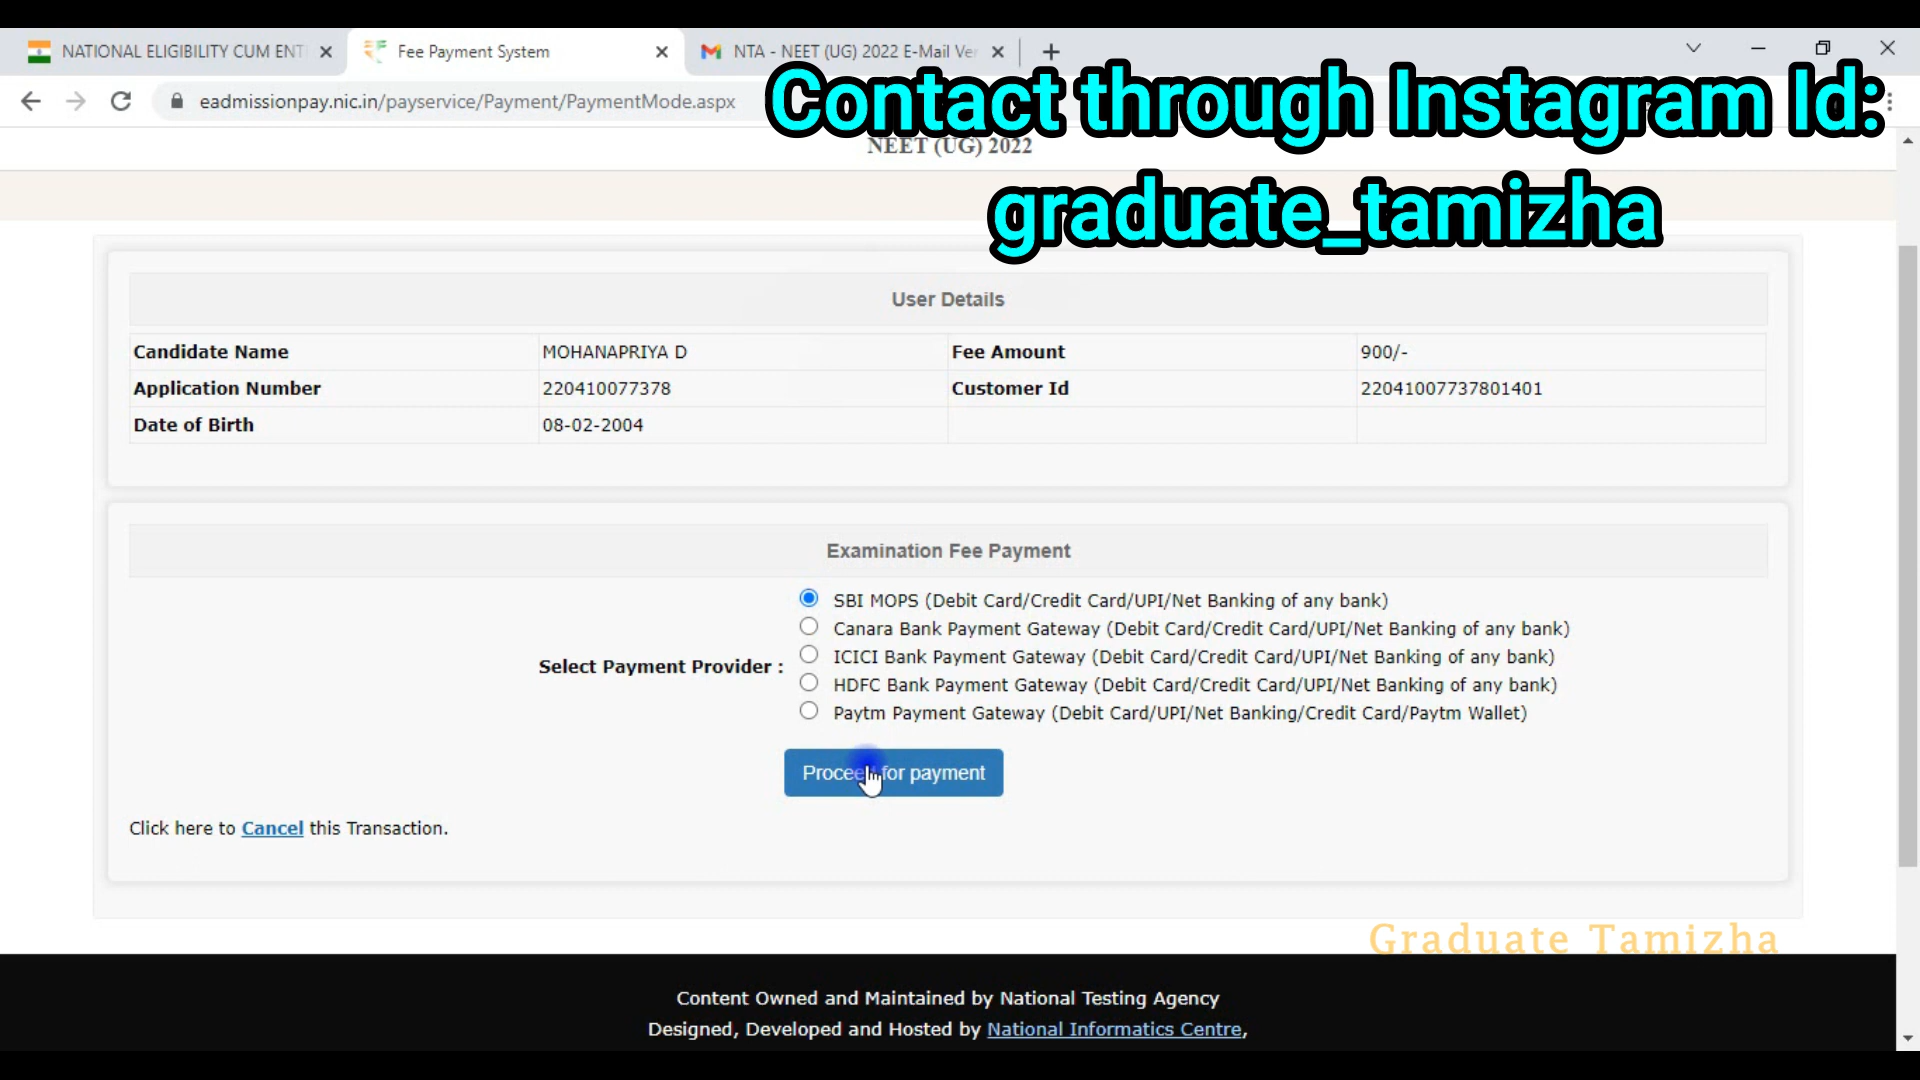 NATIONAL ELIGIBILITY CUM ENT
Fee Payment System
NTA - NEET (UG) 2022 E-Mail Ve
eadmissionpay.nic.in/payservice/Payment/PaymentMode.aspx
Contact through Instagram Id:
graduate_tamizha
NEET (UG) 2022
User Details
Candidate Name MOHANAPRIYA D Fee Amount 900/-
Application Number 220410077378 Customer Id 22041007737801401
Date of Birth 08-02-2004
Examination Fee Payment
SBI MOPS (Debit Card/Credit Card/UPI/Net Banking of any bank)
Canara Bank Payment Gateway (Debit Card/Credit Card/UPI/Net Banking of any bank)
Select Payment Provider : ICICI Bank Payment Gateway (Debit Card/Credit Card/UPI/Net Banking of any bank)
HDFC Bank Payment Gateway (Debit Card/Credit Card/UPI/Net Banking of any bank)
Paytm Payment Gateway (Debit Card/UPI/Net Banking/Credit Card/Paytm Wallet)
Proceed for payment
Click here to Cancel this Transaction.
Graduate Tamizha
Content Owned and Maintained by National Testing Agency
Designed, Developed and Hosted by National Informatics Centre,